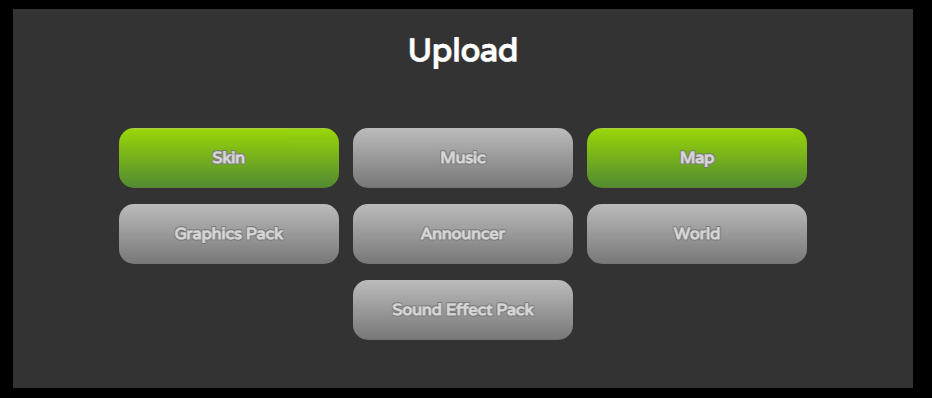 Upload
Skin
Music
Map
Graphics Pack
Announcer
World
Sound Effect Pack